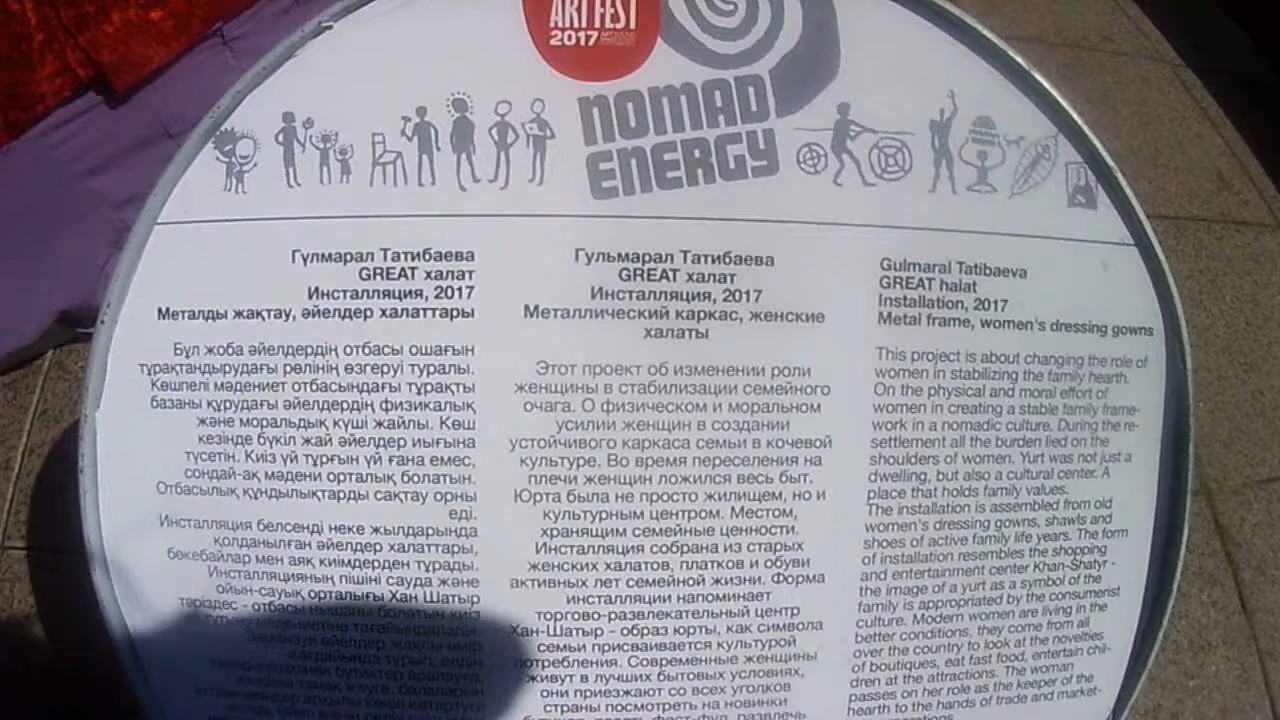 ART FEST
2017
NOMAD
ENERGY
Гүлмарал Татибаева
GREAT халат
Инсталляция, 2017
Металды жақтау, әйелдер халаттары
Бұл жоба әйелдердің отбасы ошағын
тұрақтандырудағы рөлінің өзгеруі туралы.
Көшпелі мәдениет отбасындағы тұрақты
базаны құрудағы әйелдердің физикалық
және моральдық күші жайлы. Көш
кезінде бүкіл жай әйелдер иығына
түсетін. Киіз үй тұрғын үй ғана емес,
сондай-ақ мәдени орталық болатын.
Отбасылық құндылықтарды сақтау орны
еді.
Инсталляция белсенді неке жылдарында
қолданылған әйелдер халаттары,
бөкебайлар мен аяқ киімдерден тұрады.
Инсталляцияның пішіні сауда және
ойын-сауық орталығы Хан Шатыр
тәріздес - отбасы нышаны болатын киіз
Гульмарал Татибаева
GREAT халат
Инсталляция, 2017
Металлический каркас, женские
халаты
Этот проект об изменении роли
женщины в стабилизации семейного
очага. О физическом и моральном
усилии женщин в создании
устойчивого каркаса семьи в кочевой
культуре. Во время переселения на
плечи женщин ложился весь быт.
Юрта была не просто жилищем, но и
культурным центром. Местом,
хранящим семейные ценности.
Инсталляция собрана из старых
женских халатов, платков и обуви
активных лет семейной жизни. Форма
инсталляции напоминает
торгово-развлекательный центр
Хан-Шатыр - образ юрты, как символа
семьи присваивается культурой
потребления. Современные женщины
живут в лучших бытовых условиях,
они приезжают со всех уголков
страны посмотреть на новинки
Gulmaral Tatibaeva
GREAT halat
Installation, 2017
Metal frame, women's dressing gowns
This project is about changing the role of
women in stabilizing the family hearth.
On the physical and moral effort of
women in creating a stable family frame-
work in a nomadic culture. During the re-
settlement all the burden lied on the
shoulders of women. Yurt was not just a
dwelling, but also a cultural center. A
place that holds family values.
The installation is assembled from old
women's dressing gowns, shawls and
shoes of active family life years. The form
of installation resembles the shopping
and entertainment center Khan-Shatyr -
the image of a yurt as a symbol of the
family is appropriated by the consumerist
culture. Modern women are living in the
better conditions, they come from all
over the country to look at the novelties
of boutiques, eat fast food, entertain chil-
dren at the attractions. The woman
passes on her role as the keeper of the
hearth to the hands of trade and market-